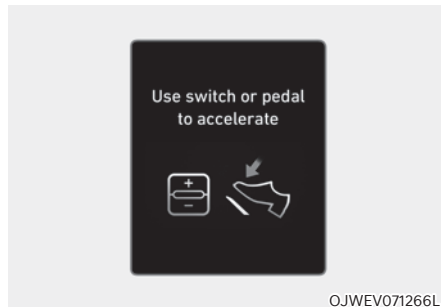 Use switch or pedal
to accelerate
+
-
OJWEV071266L